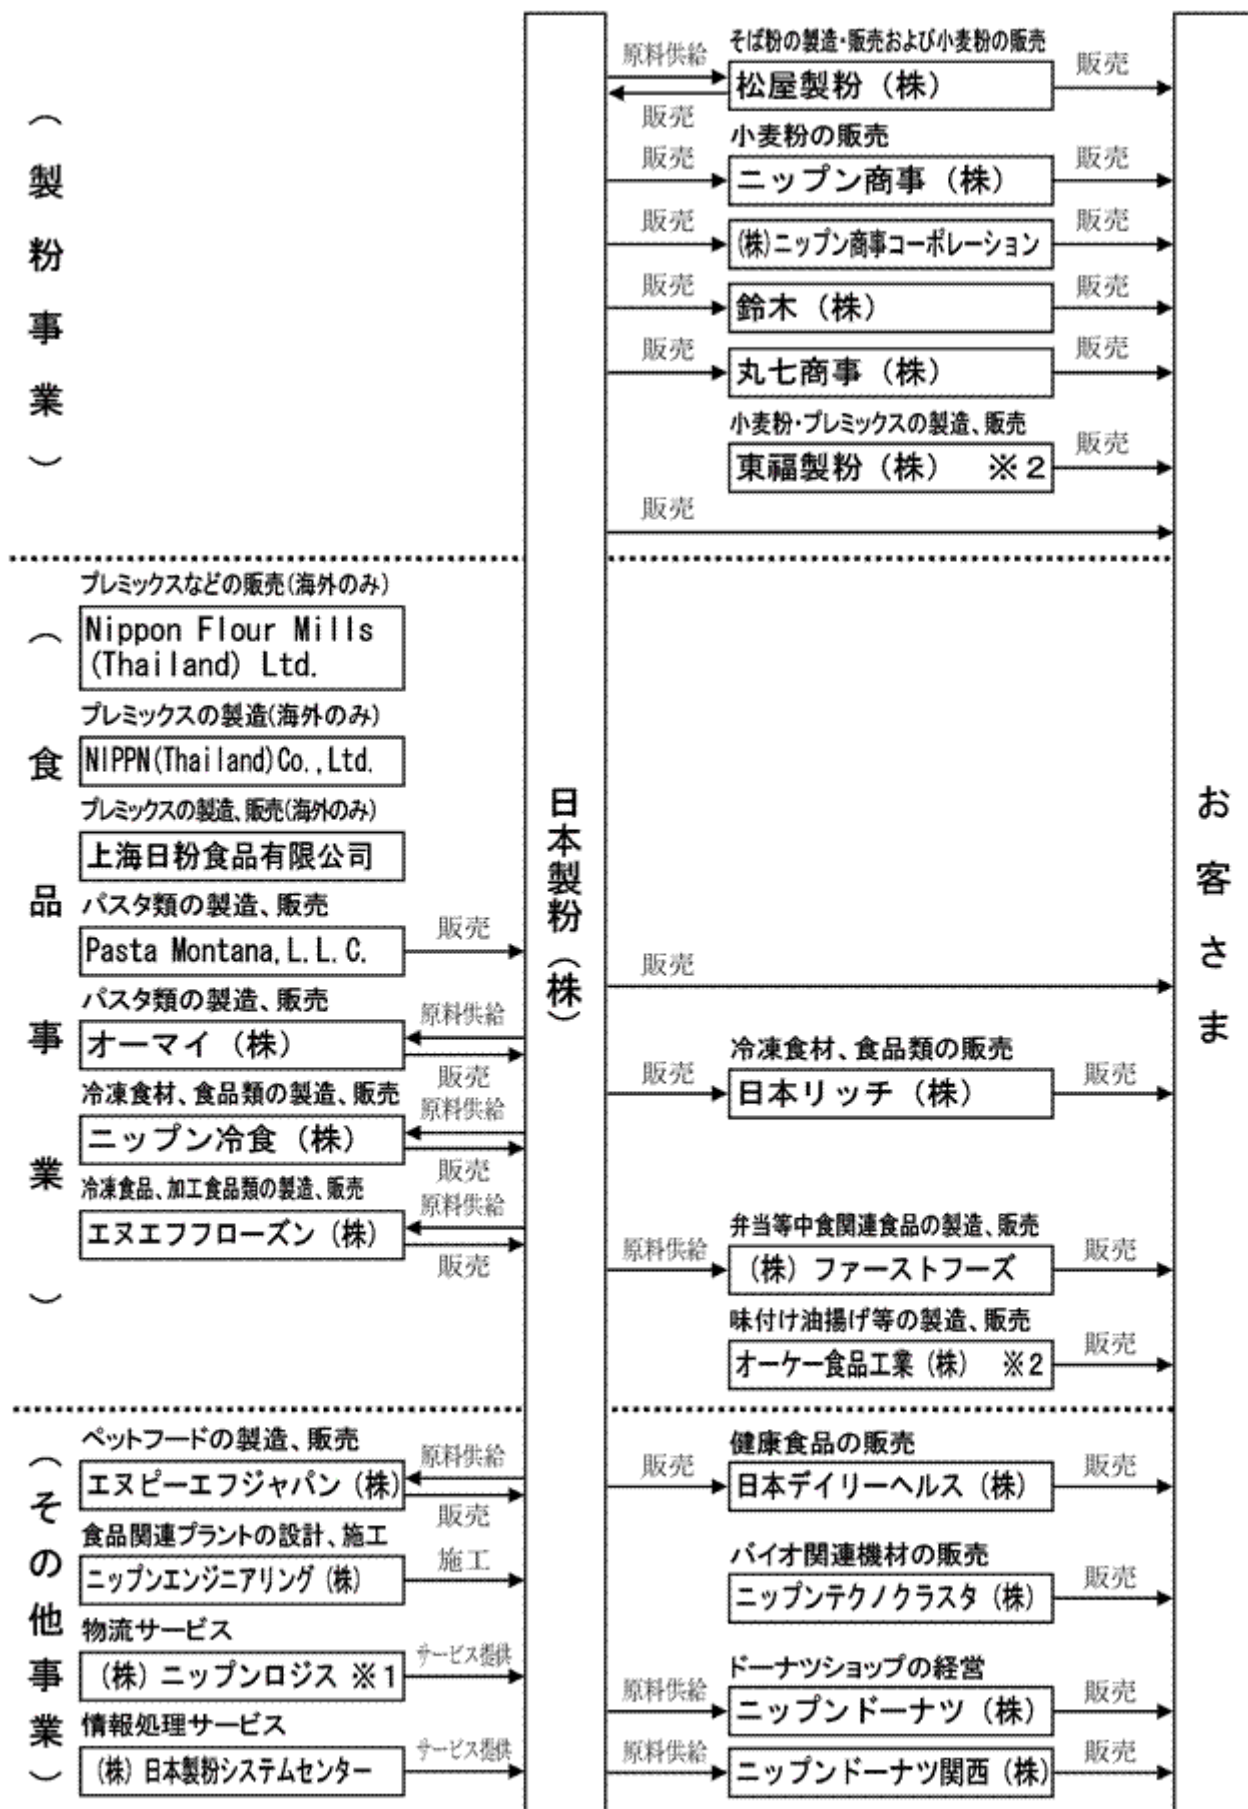 （製粉事業）
そば粉の製造・販売および小麦粉の販売
原料供給
松屋製粉（株）
販売
販売
小麦粉の販売
販売
ニップン商事（株）
販売
販売
(株)ニップン商事コーポレーション
販売
販売
鈴木（株）
販売
販売
丸七商事（株）
販売
小麦粉・プレミックスの製造、販売
東福製粉（株）　※２
販売
販売
（食品事業）
プレミックスなどの販売(海外のみ)
Nippon Flour Mills
(Thailand) Ltd.
プレミックスの製造(海外のみ)
NIPPN(Thailand)Co.,Ltd.
プレミックスの製造、販売(海外のみ)
上海日粉食品有限公司
パスタ類の製造、販売
Pasta Montana,L.L.C.
販売
パスタ類の製造、販売
オーマイ（株）
原料供給
販売
冷凍食材、食品類の製造、販売
ニップン冷食（株）
原料供給
販売
冷凍食品、加工食品類の製造、販売
エヌエフフローズン（株）
原料供給
販売
日本製粉（株）
お客さま
販売
冷凍食材、食品類の販売
販売
日本リッチ（株）
販売
弁当等中食関連食品の製造、販売
原料供給
（株）ファーストフーズ
販売
味付け油揚げ等の製造、販売
オーケー食品工業（株）　※２
販売
（その他事業）
ペットフードの製造、販売
エヌピーエフジャパン（株）
原料供給
販売
食品関連プラントの設計、施工
ニップンエンジニアリング（株）
施工
物流サービス
（株）ニップンロジス ※１
サービス提供
情報処理サービス
（株）日本製粉システムセンター
サービス提供
健康食品の販売
販売
日本デイリーヘルス（株）
販売
バイオ関連機材の販売
ニップンテクノクラスタ（株）
販売
ドーナツショップの経営
原料供給
ニップンドーナツ（株）
販売
原料供給
ニップンドーナツ関西（株）
販売